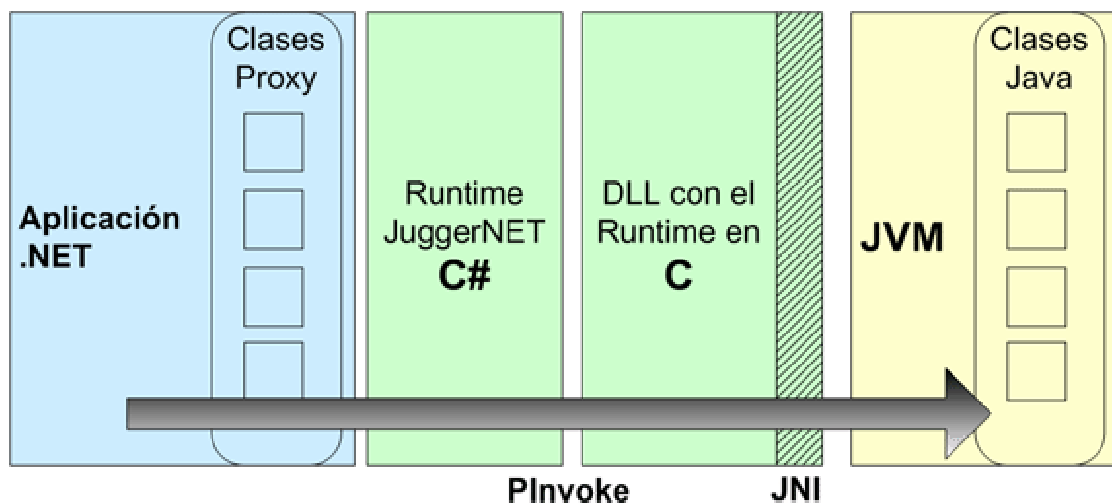 Clases
Proxy
Aplicación
.NET
Runtime
JuggerNET
C#
DLL con el
Runtime en
C
JVM
Clases
Java
PInvoke
JNI